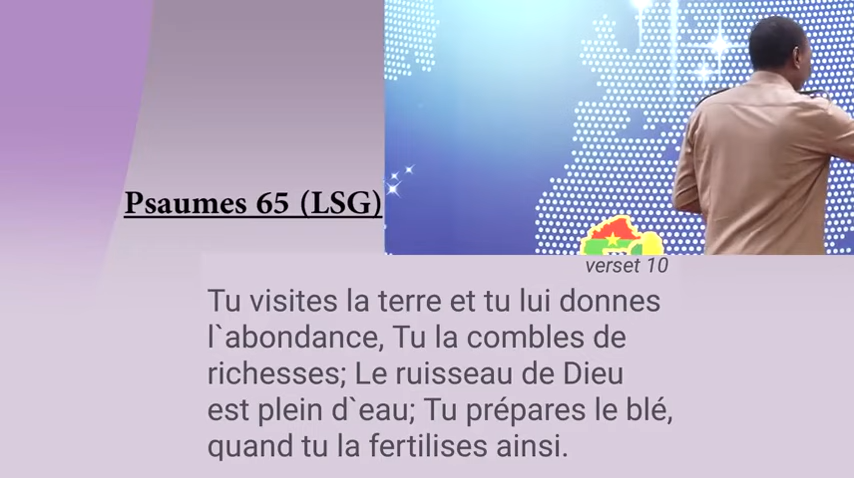 Psaumes 65 (LSG)
verset 10
Tu visites la terre et tu lui donnes
l`abondance, Tu la combles de
richesses; Le ruisseau de Dieu
est plein d`eau; Tu prépares le blé,
quand tu la fertilises ainsi.